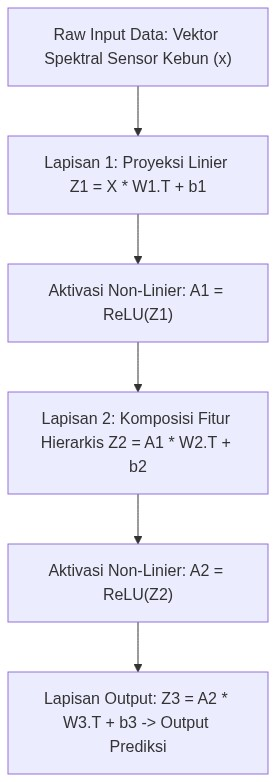 Raw Input Data: Vektor
Spektral Sensor Kebun (x)
Lapisan 1: Proyeksi Linier
Z1 = X * W1.T + b1
Aktivasi Non-Linier: A1 =
ReLU(Z1)
Lapisan 2: Komposisi Fitur
Hierarkis Z2 = A1 * W2.T +
b2
Aktivasi Non-Linier: A2 =
ReLU(Z2)
Lapisan Output: Z3 = A2 *
W3.T + b3 -> Output
Prediksi